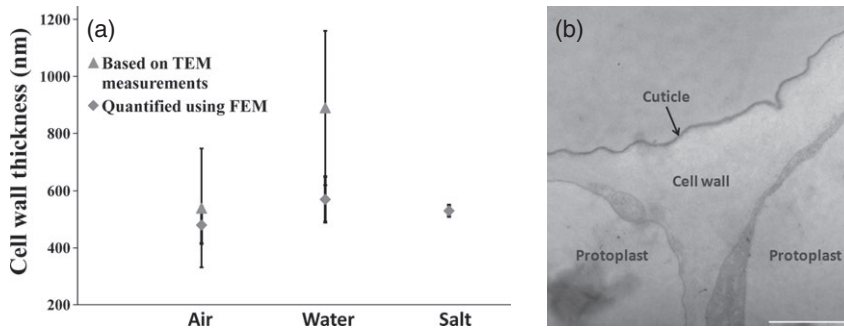 (a)
Based on TEM
measurements
Quantified using FEM
Cell wall thickness (nm)
1200
1000
800
600
400
200
Air Water Salt
(b)
Cuticle
Cell wall
Protoplast Protoplast